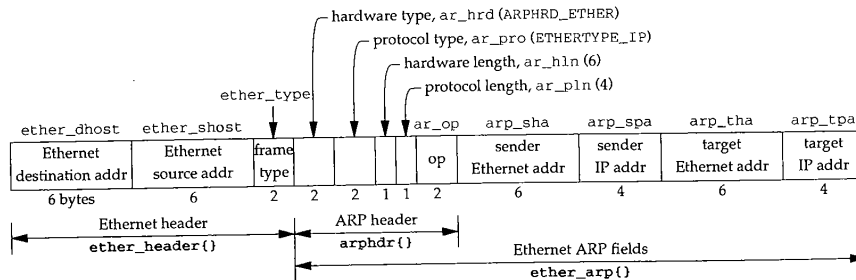 hardware type, ar_hrd (ARPHRD_ETHER)
protocol type, ar_pro (ETHERTYPE_IP)
hardware length, ar_hln (6)
protocol length, ar_pln (4)
ether_type
ether_dhost ether_shost ar_op arp_sha arp_spa arp_tha arp_tpa
Ethernet destination addr
Ethernet source addr
frame type
op
sender Ethernet addr
sender IP addr
target Ethernet addr
target IP addr
6 bytes 6 2 2 2 1 1 2 6 4 6 4
Ethernet header
ether_header{}
ARP header
arphdr{}
Ethernet ARP fields
ether_arp{}